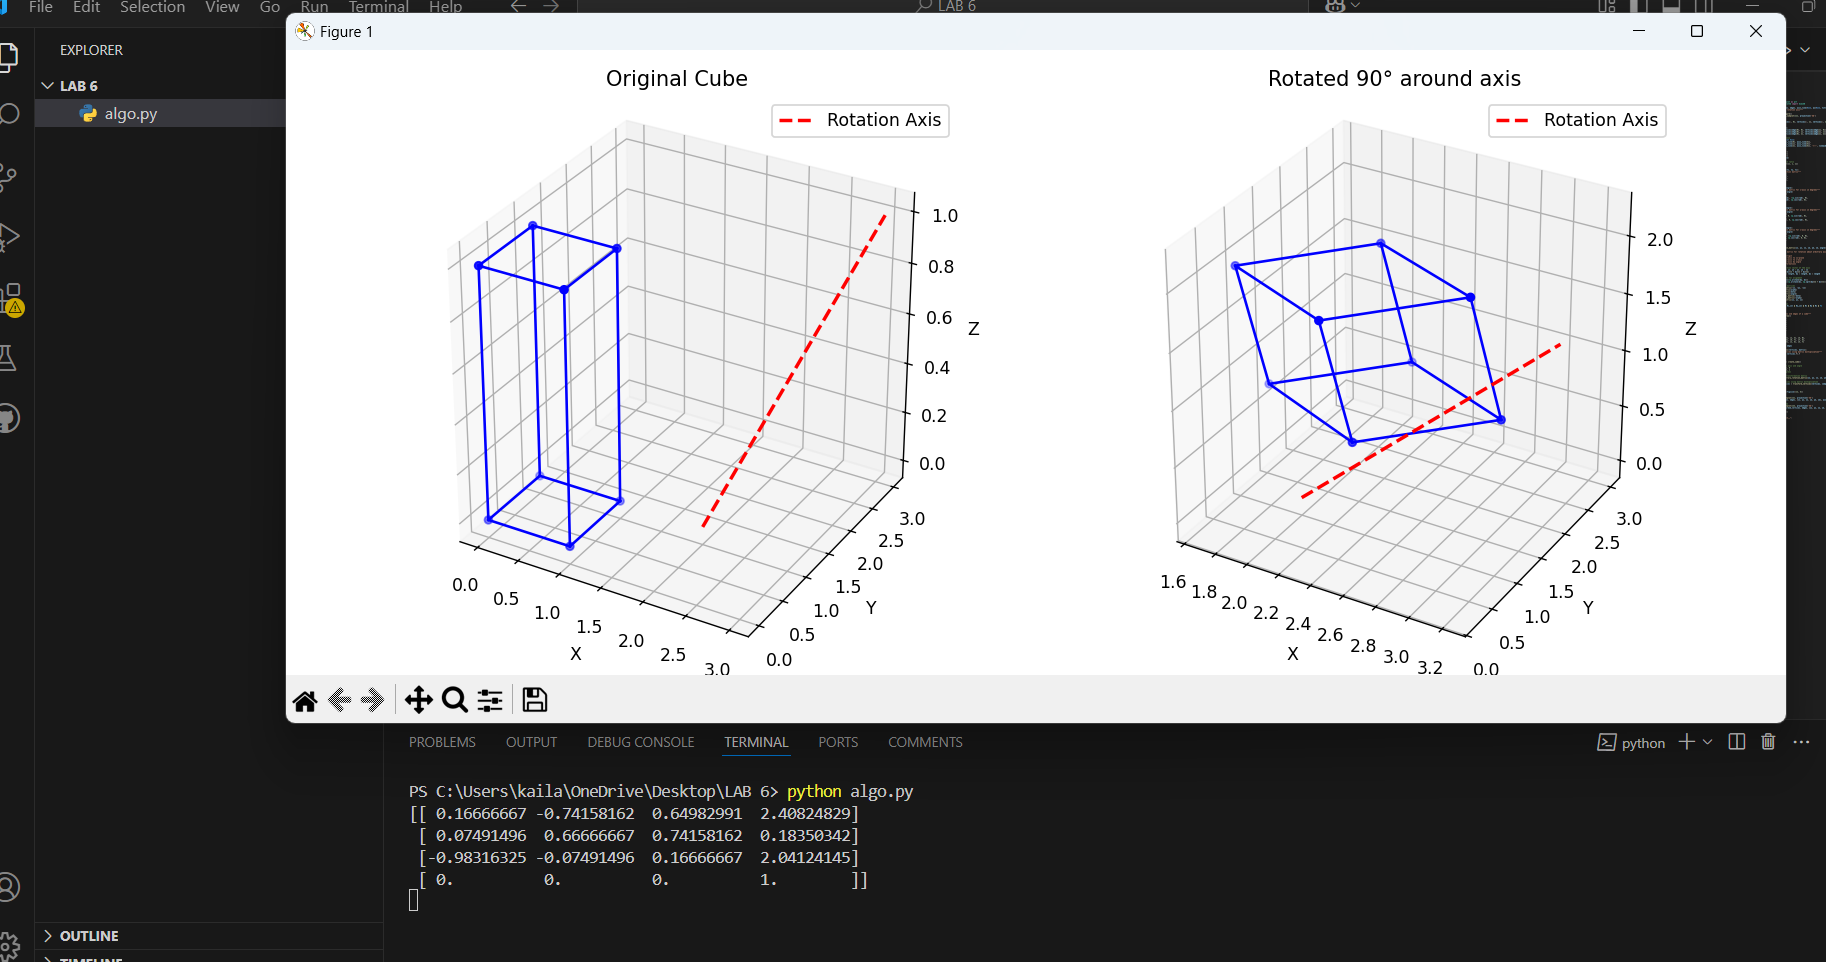 File Edit Selection View Go Run Terminal Help LAB 6
EXPLORER
LAB 6
algo.py
Figure 1
Original Cube
Rotation Axis
1.0
0.8
0.6
0.4
0.2
0.0
Z
0.0
0.5
1.0
1.5
2.0
2.5
3.0
X
0.0
0.5
1.0
1.5
2.0
2.5
3.0
Y
Rotated 90° around axis
Rotation Axis
2.0
1.5
1.0
0.5
0.0
Z
1.6
1.8
2.0
2.2
2.4
2.6
2.8
3.0
3.2
X
0.0
0.5
1.0
1.5
2.0
2.5
3.0
Y
PROBLEMS OUTPUT DEBUG CONSOLE TERMINAL PORTS COMMENTS
python
PS C:\Users\kaila\OneDrive\Desktop\LAB 6> python algo.py
[[ 0.16666667 -0.74158162  0.64982991  2.40824829]
 [ 0.07491496  0.66666667  0.74158162  0.18350342]
 [-0.98316325 -0.07491496  0.16666667  2.04124145]
 [ 0.          0.          0.          1.        ]]
OUTLINE
TIMELINE